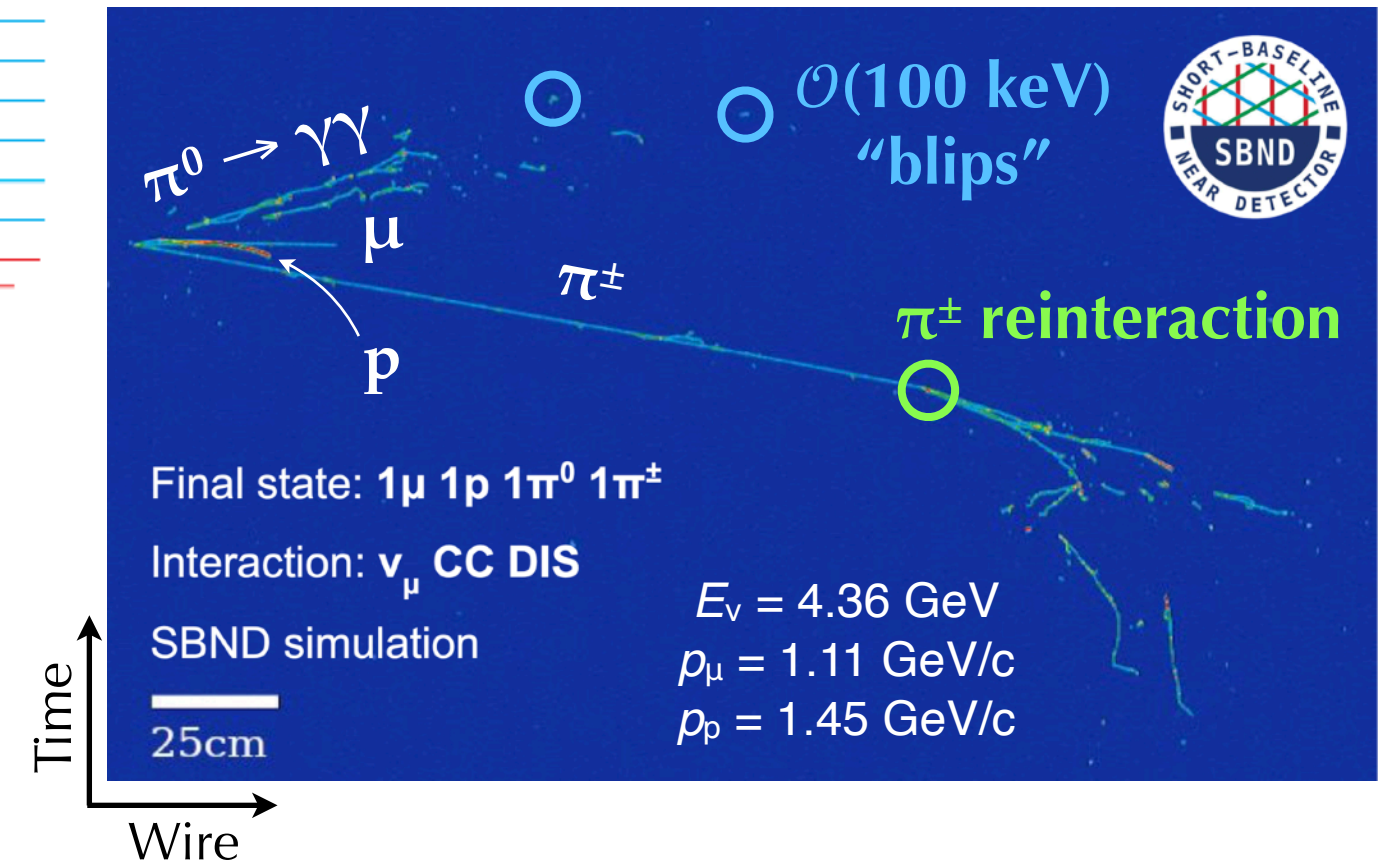 SHORT-BASELINE
SBND
NEAR DETECTOR
𝒪(100 keV)
“blips”
π⁰ → γγ
μ
π±
p
π± reinteraction
Final state: 1μ 1p 1π⁰ 1π±
Interaction: νμ CC DIS
SBND simulation
25cm
Eν = 4.36 GeV
pμ = 1.11 GeV/c
pp = 1.45 GeV/c
Time
Wire